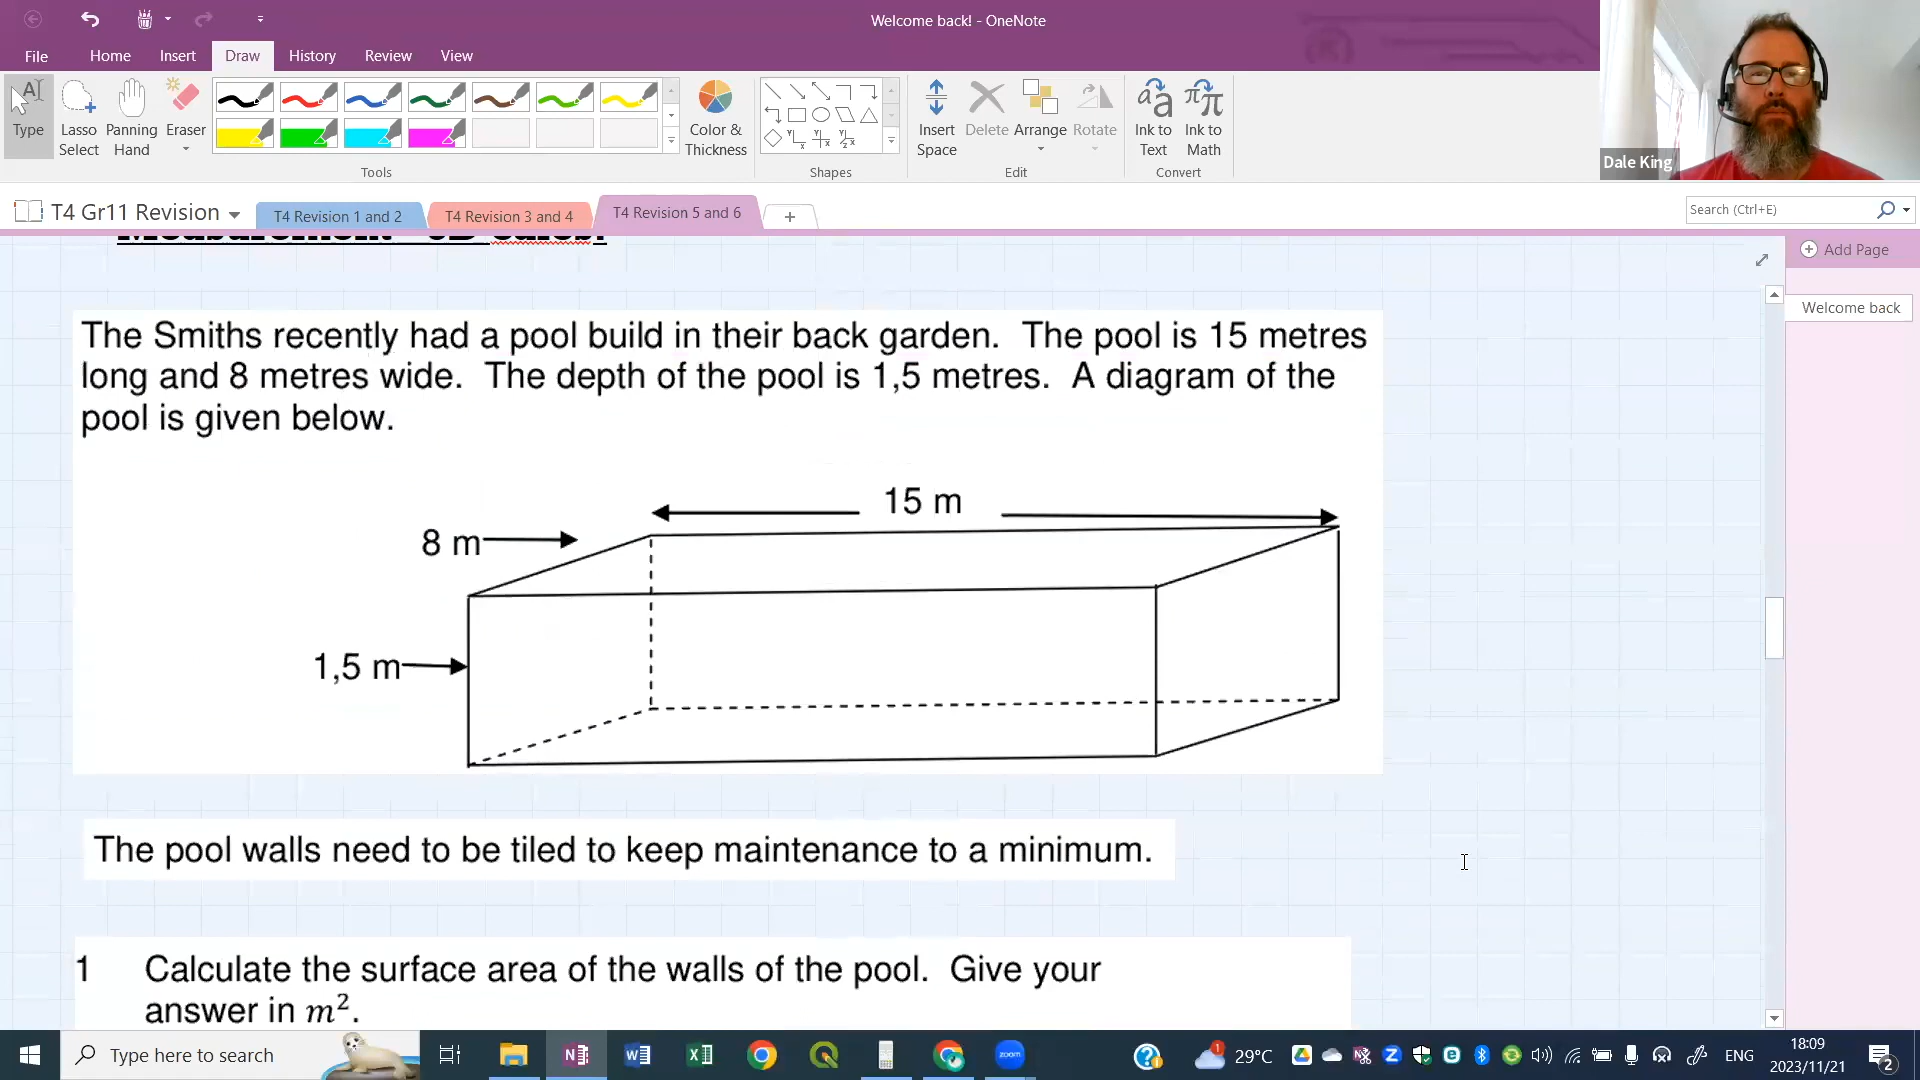 Welcome back! - OneNote
File Home Insert Draw History Review View
Type
Lasso Select
Panning Hand
Eraser
Color & Thickness
Insert Space
Delete
Arrange
Rotate
Ink to Text
Ink to Math
Tools
Shapes
Edit
Convert
Dale King
T4 Gr11 Revision
T4 Revision 1 and 2
T4 Revision 3 and 4
T4 Revision 5 and 6
Search (Ctrl+E)
Add Page
Welcome back
The Smiths recently had a pool build in their back garden. The pool is 15 metres
long and 8 metres wide. The depth of the pool is 1,5 metres. A diagram of the
pool is given below.
15 m
8 m
1,5 m
The pool walls need to be tiled to keep maintenance to a minimum.
1 Calculate the surface area of the walls of the pool. Give your
answer in m².
Type here to search
29°C
ENG
18:09
2023/11/21
2